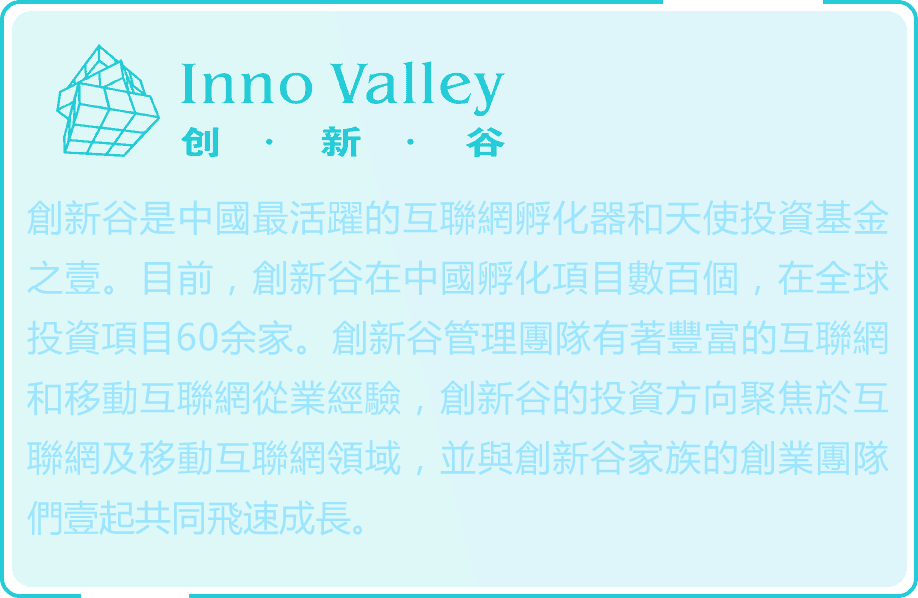 Inno Valley
创·新·谷
創新谷是中國最活躍的互聯網孵化器和天使投資基金
之壹。目前，創新谷在中國孵化項目數百個，在全球
投資項目60余家。創新谷管理團隊有著豐富的互聯網
和移動互聯網從業經驗，創新谷的投資方向聚焦於互
聯網及移動互聯網領域，並與創新谷家族的創業團隊
們壹起共同飛速成長。